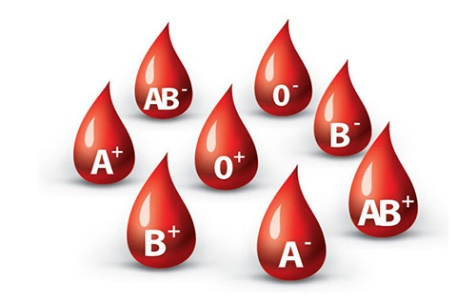 AB-
O-
A+
O+
B-
AB+
B+
A-